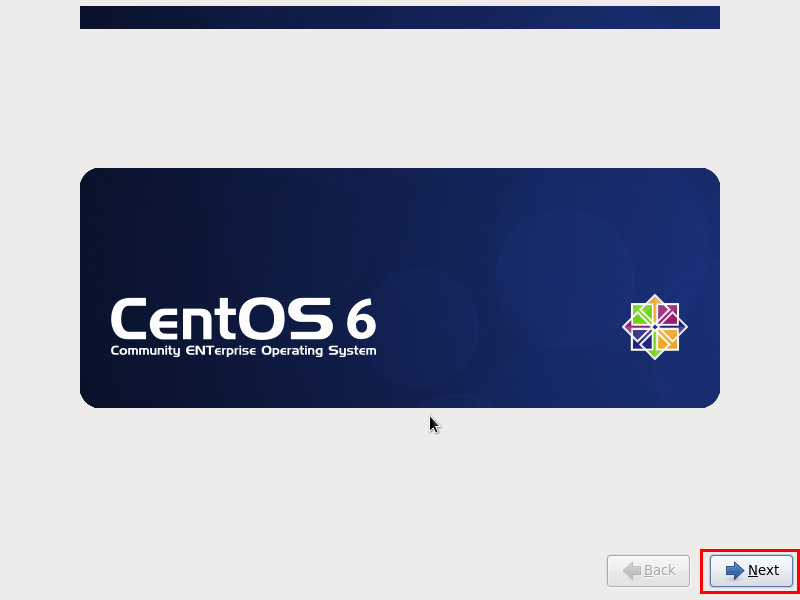 CentOS 6
Community ENTerprise Operating System
Back
Next